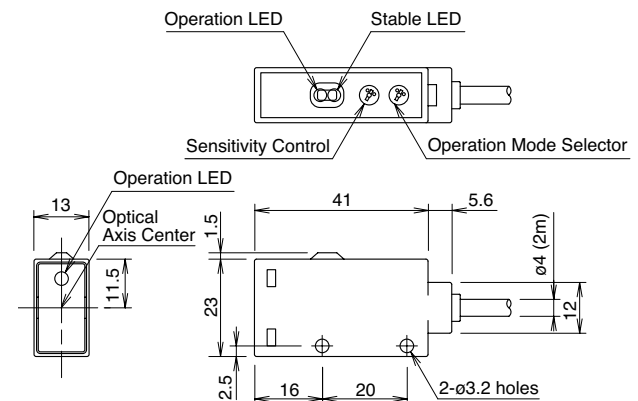 Operation LED
Stable LED
Sensitivity Control
Operation Mode Selector
Operation LED
13
Optical
Axis Center
11.5
41
5.6
1.5
23
2.5
ø4 (2m)
12
16
20
2-ø3.2 holes